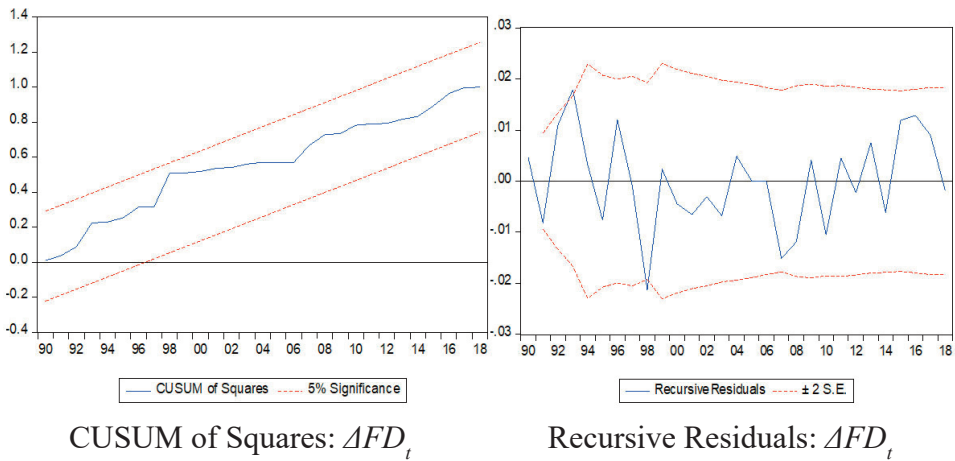 1.4
1.2
1.0
0.8
0.6
0.4
0.2
0.0
-0.2
-0.4
90 92 94 96 98 00 02 04 06 08 10 12 14 16 18
CUSUM of Squares 5% Significance
CUSUM of Squares: ΔFD_t
.03
.02
.01
.00
-.01
-.02
-.03
90 92 94 96 98 00 02 04 06 08 10 12 14 16 18
Recursive Residuals ± 2 S.E.
Recursive Residuals: ΔFD_t